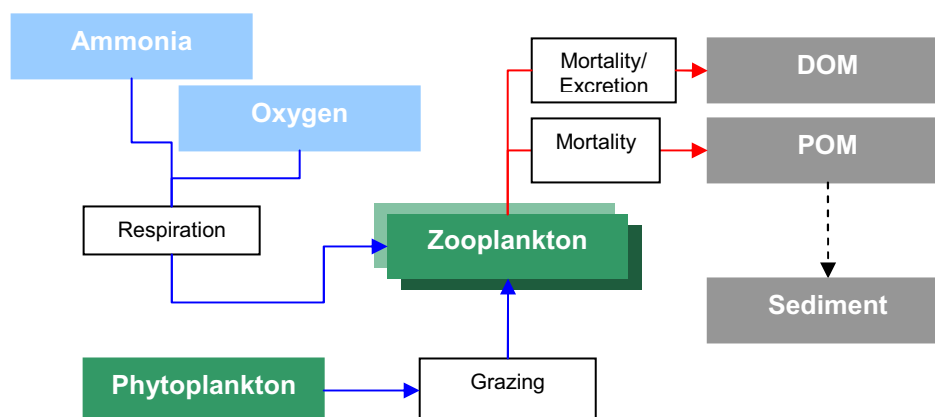 Ammonia
Oxygen
Respiration
Mortality/
Excretion
DOM
Mortality
POM
Zooplankton
Sediment
Phytoplankton
Grazing